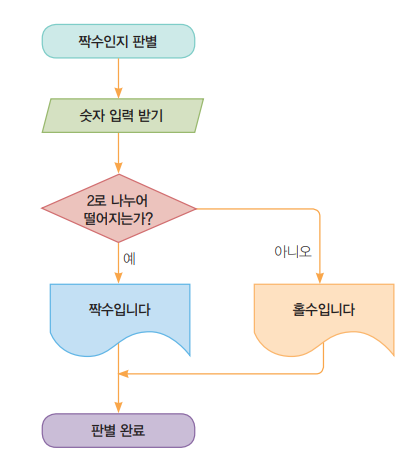 짝수인지 판별
숫자 입력 받기
2로 나누어
떨어지는가?
예
아니오
짝수입니다
홀수입니다
판별 완료